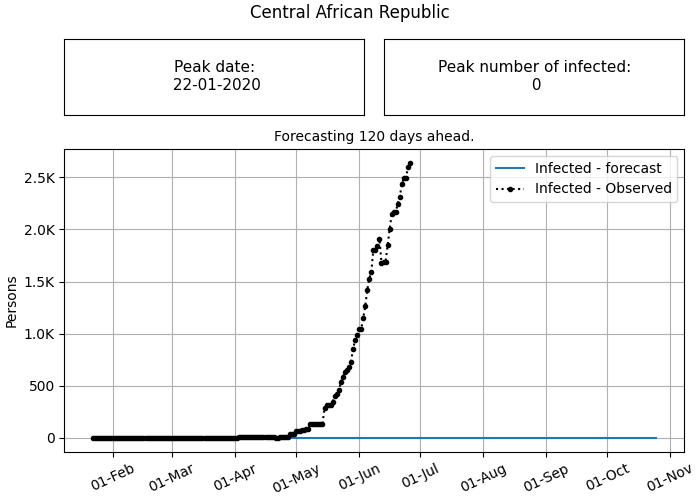 Central African Republic
Peak date:
22-01-2020
Peak number of infected:
0
Forecasting 120 days ahead.
Infected - forecast
Infected - Observed
2.5K
2.0K
1.5K
1.0K
500
0
Persons
01-Feb
01-Mar
01-Apr
01-May
01-Jun
01-Jul
01-Aug
01-Sep
01-Oct
01-Nov